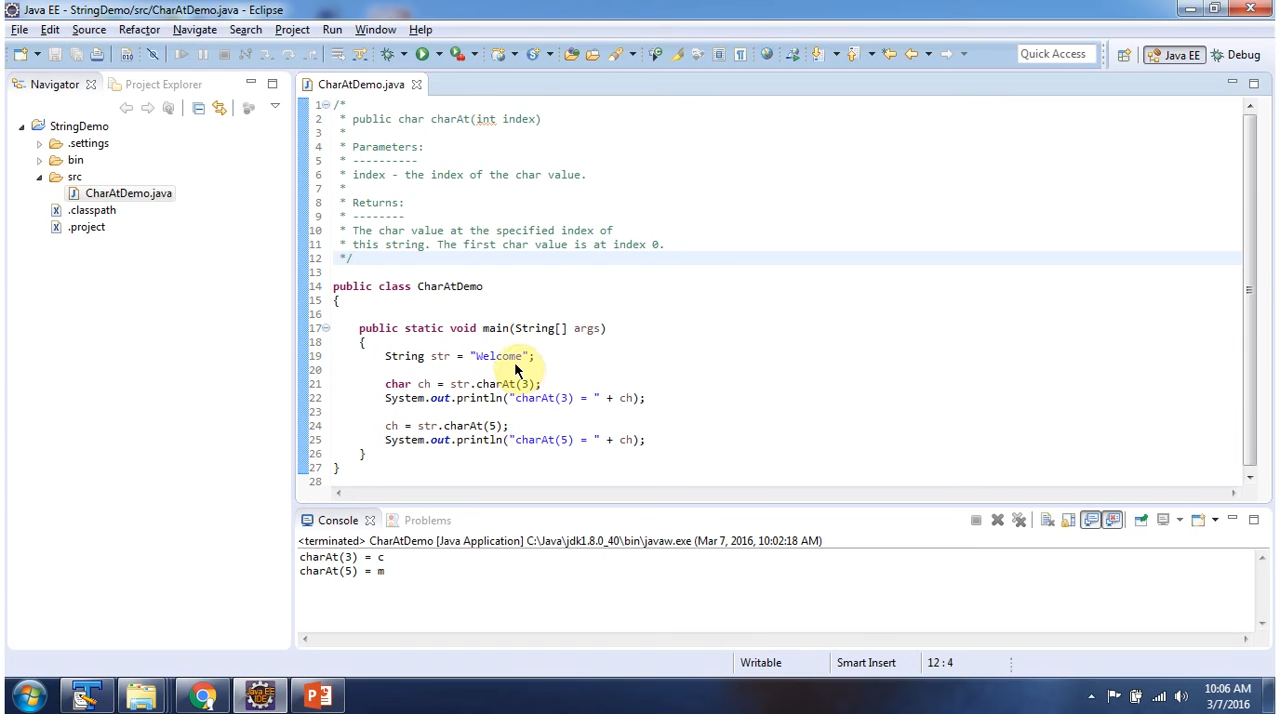 Java EE - StringDemo/src/CharAtDemo.java - Eclipse
File Edit Source Refactor Navigate Search Project Run Window Help
Quick Access Java EE Debug
Navigator Project Explorer
StringDemo
.settings
bin
src
CharAtDemo.java
.classpath
.project
CharAtDemo.java
1 /*
2 * public char charAt(int index)
3 *
4 * Parameters:
5 * ----------
6 * index - the index of the char value.
7 *
8 * Returns:
9 * --------
10 * The char value at the specified index of
11 * this string. The first char value is at index 0.
12 */
13
14 public class CharAtDemo
15 {
16
17 public static void main(String[] args)
18 {
19 String str = "Welcome";
20
21 char ch = str.charAt(3);
22 System.out.println("charAt(3) = " + ch);
23
24 ch = str.charAt(5);
25 System.out.println("charAt(5) = " + ch);
26 }
27 }
28
Console Problems
<terminated> CharAtDemo [Java Application] C:\Java\jdk1.8.0_40\bin\javaw.exe (Mar 7, 2016, 10:02:18 AM)
charAt(3) = c
charAt(5) = m
Writable Smart Insert 12 : 4
10:06 AM
3/7/2016